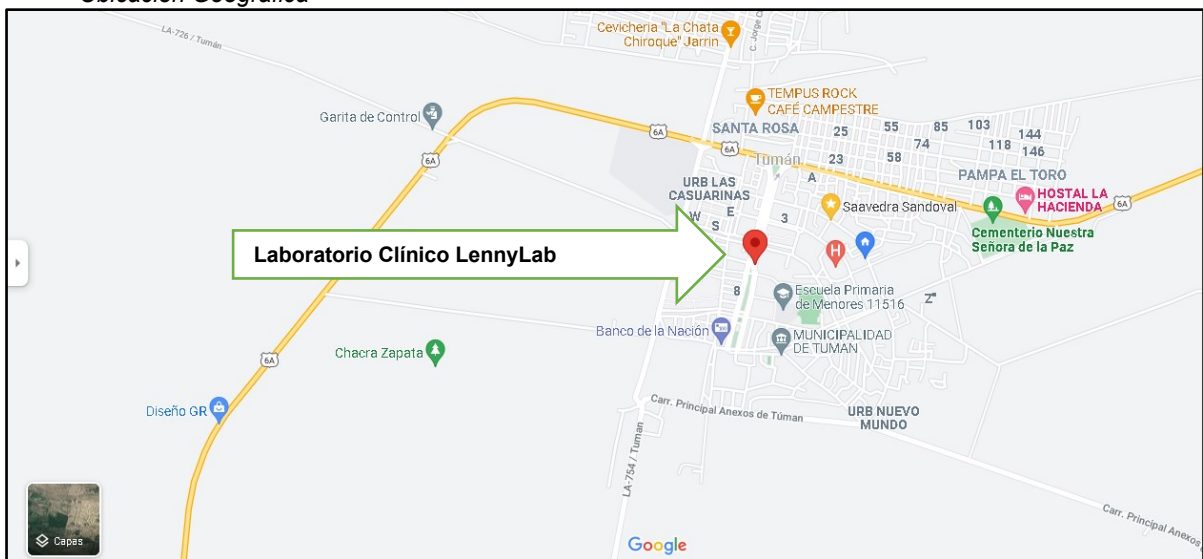 Ubicación Geográfica
LA-726 / Tumán
Cevicheria "La Chata
Chiroque" Jarrin
C. Jorge C
Garita de Control
TEMPUS ROCK
CAFÉ CAMPESTRE
6A
SANTA ROSA
25
55
85
103
144
74
118
146
6A
6A
Tumán
23
58
PAMPA EL TORO
URB LAS
CASUARINAS
A
HOSTAL LA
HACIENDA
6A
W
E
S
3
Saavedra Sandoval
Cementerio Nuestra
Señora de la Paz
Laboratorio Clínico LennyLab
H
8
Escuela Primaria
de Menores 11516
Z"
Banco de la Nación
MUNICIPALIDAD
DE TUMAN
6A
Chacra Zapata
Diseño GR
Carr. Principal Anexos de Túman
URB NUEVO
MUNDO
LA-754 / Tuman
Carr. Principal Anexos
Capas
Google